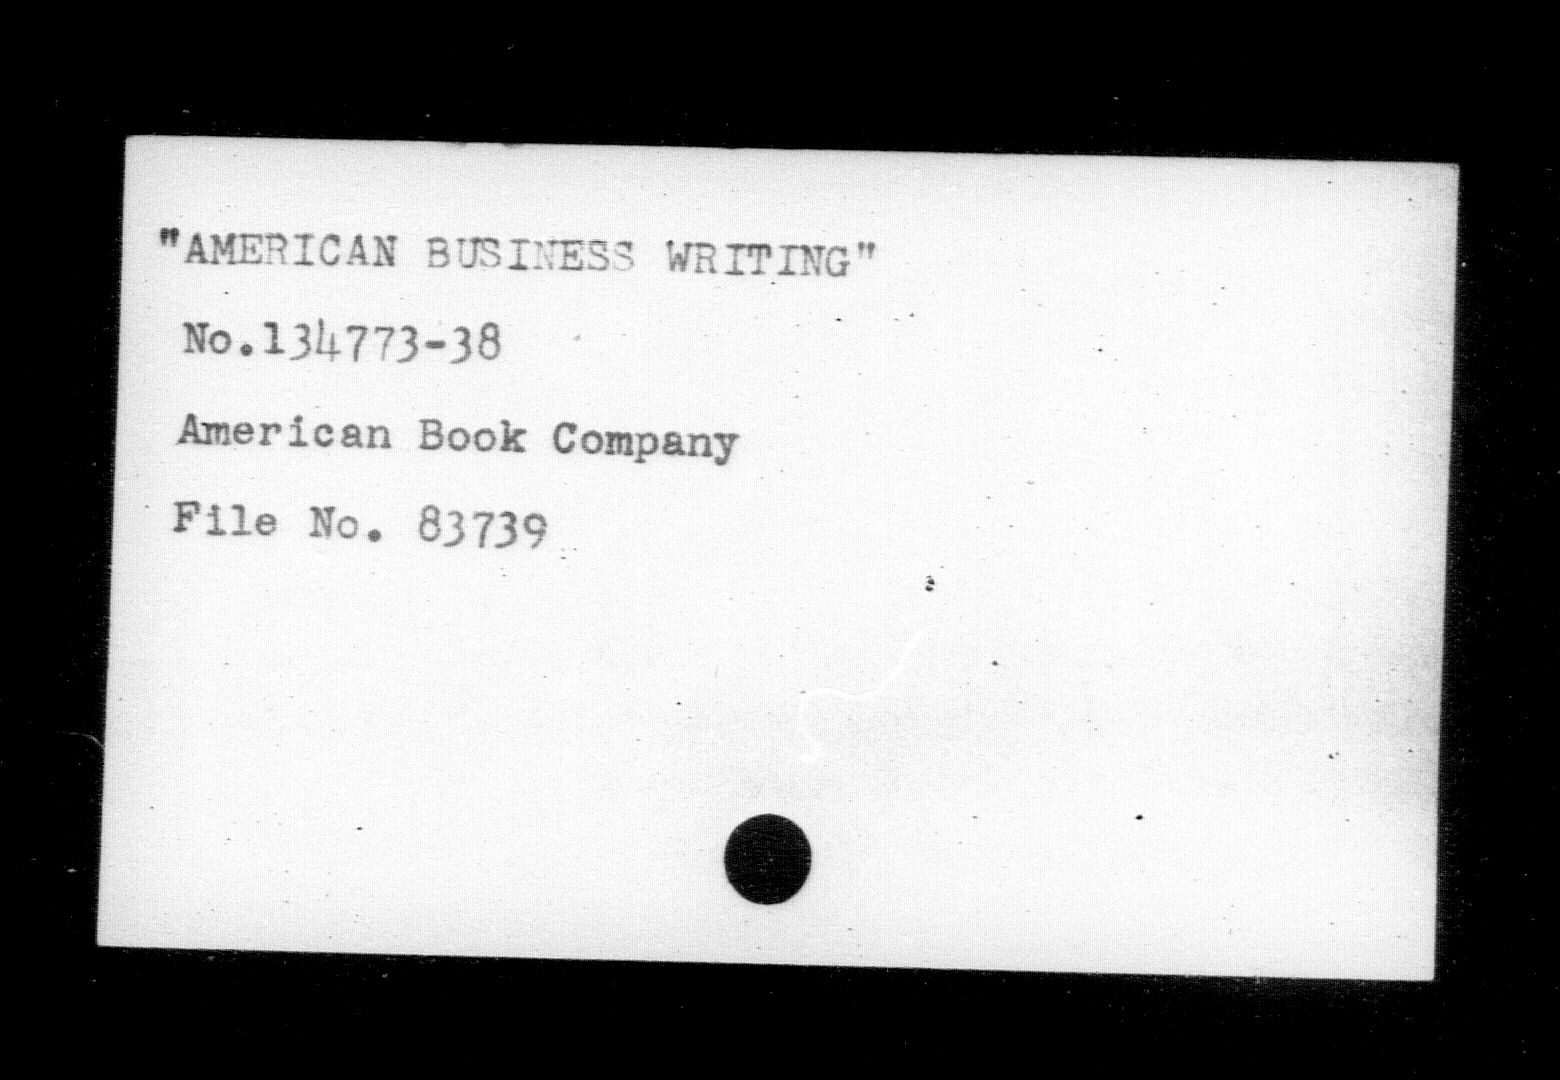 "AMERICAN BUSINESS WRITING"
No.134773-38
American Book Company
File No. 83739